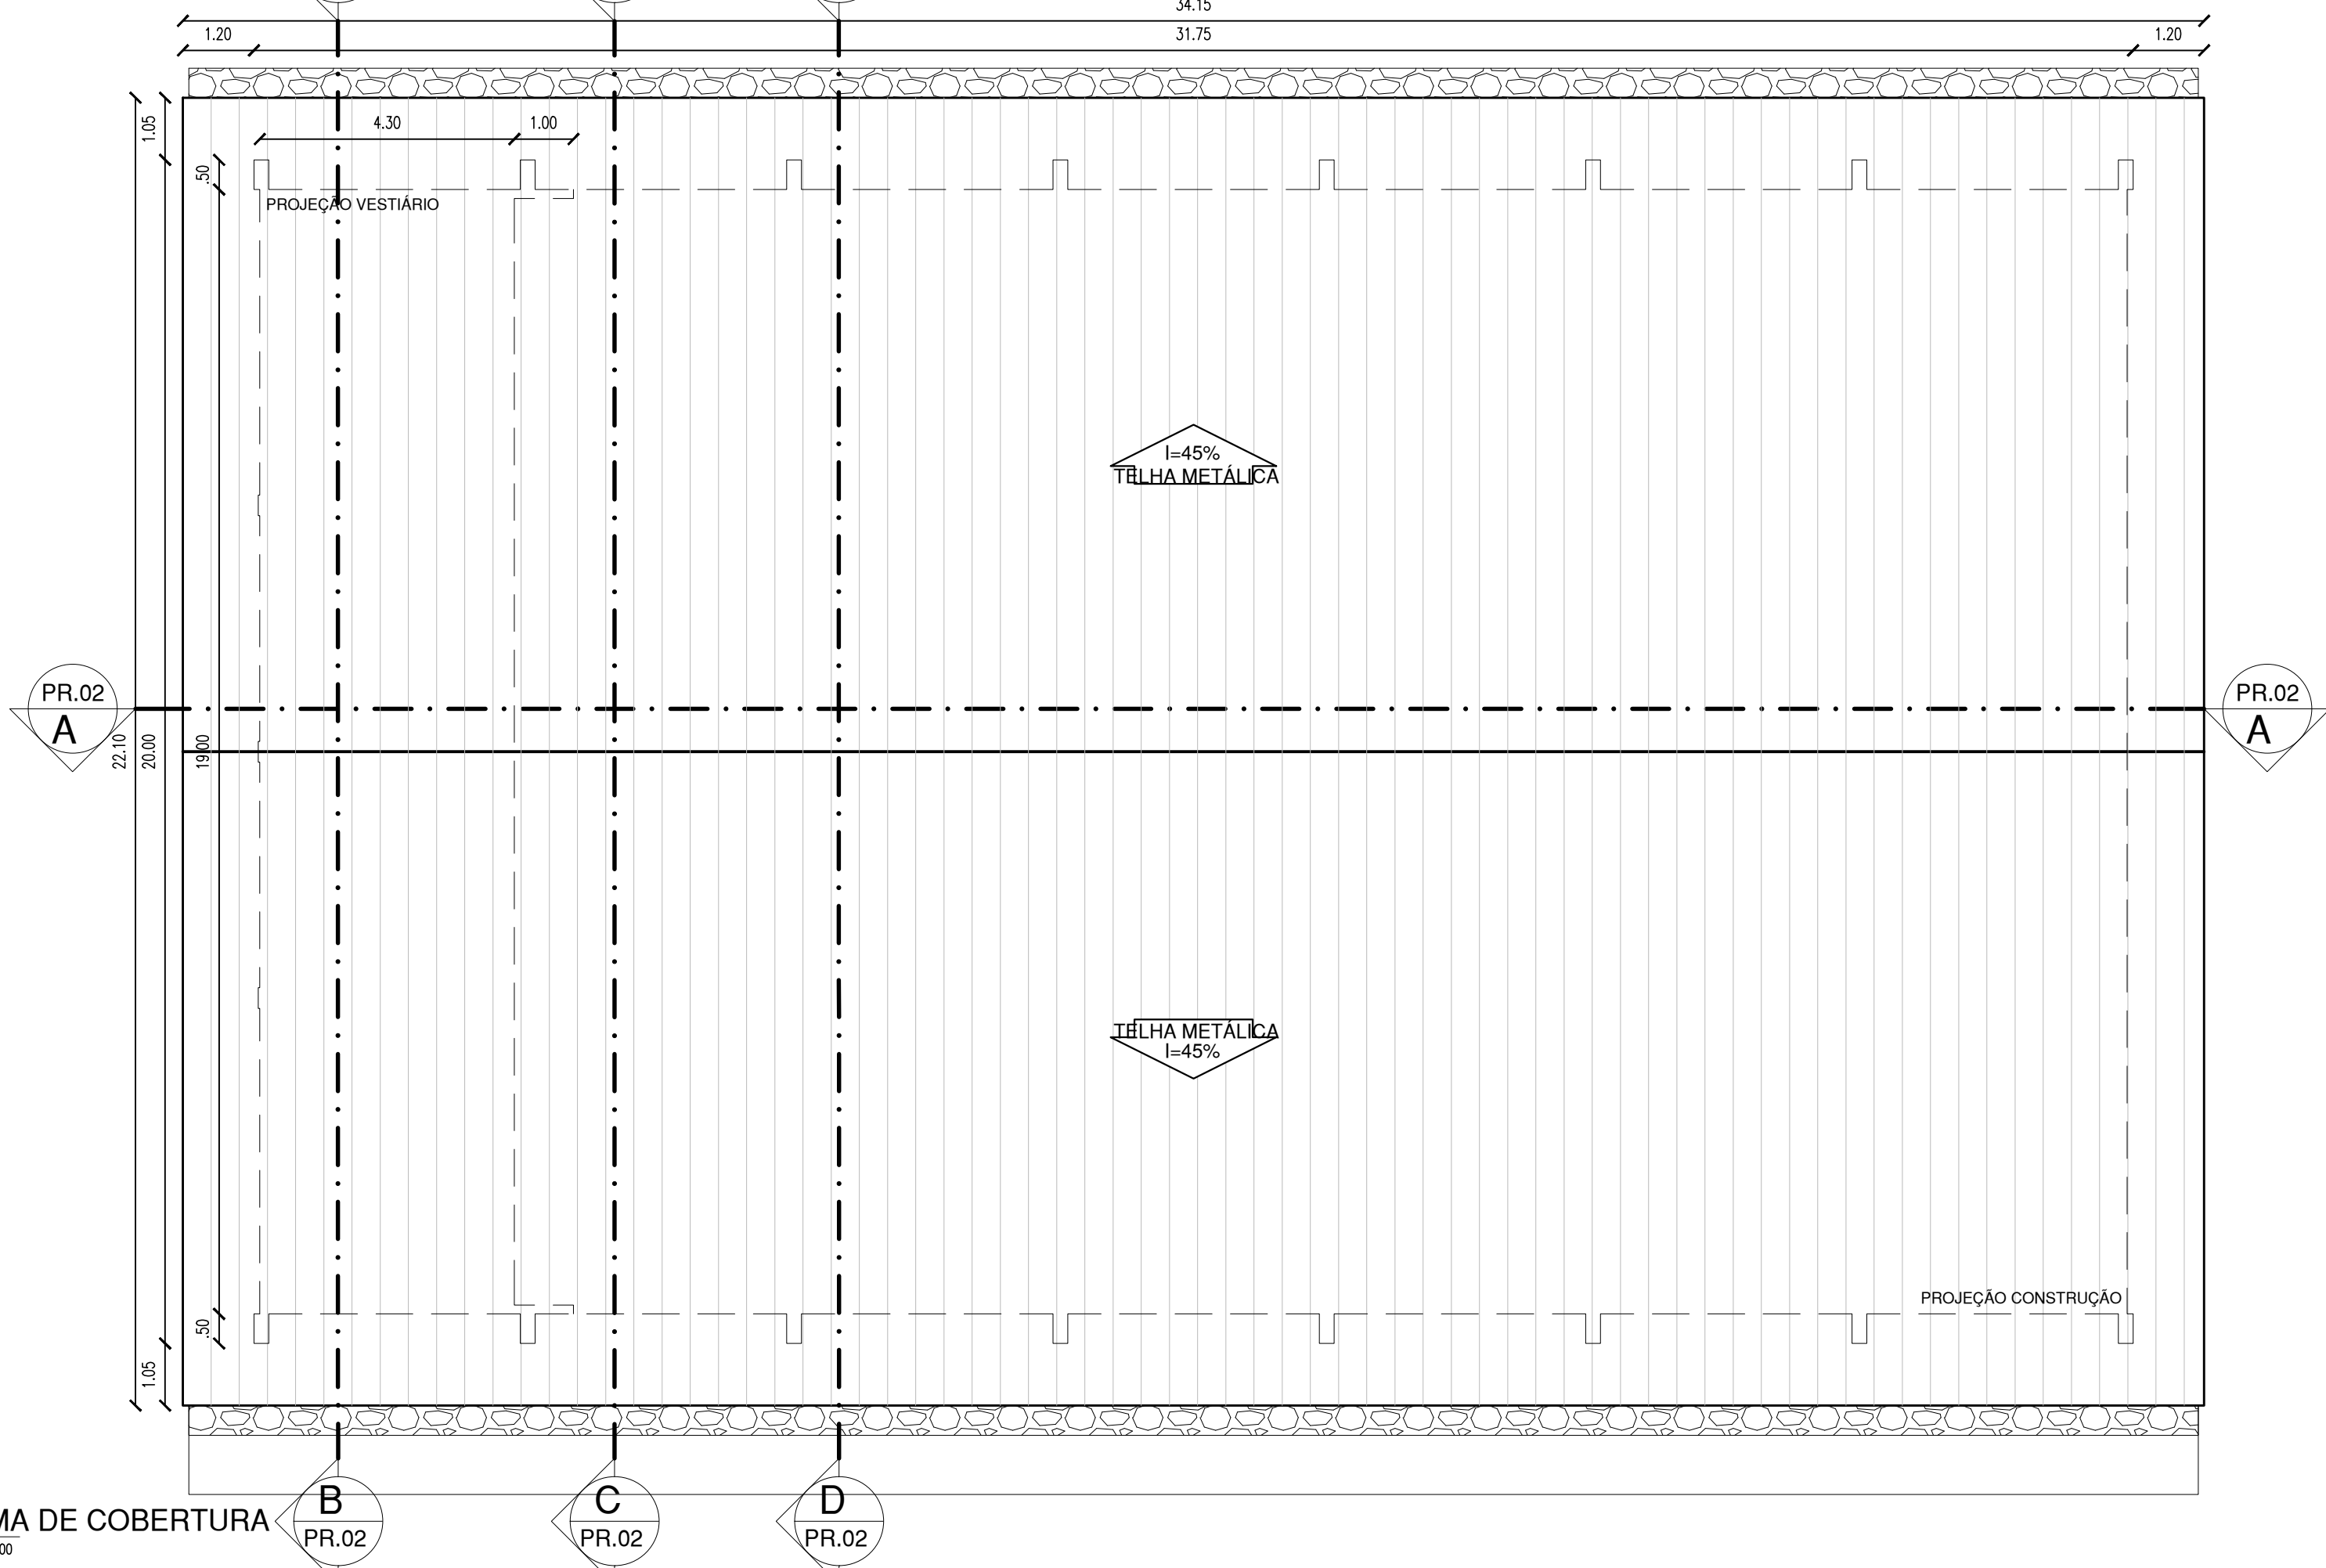 34.15
1.20
31.75
1.20
1.05
4.30
1.00
.50
PROJEÇÃO VESTIÁRIO
I=45%
TELHA METÁLICA
PR.02
A
PR.02
A
22.10
20.00
19.00
TELHA METÁLICA
I=45%
PROJEÇÃO CONSTRUÇÃO
.50
1.05
B
PR.02
C
PR.02
D
PR.02
DE COBERTURA